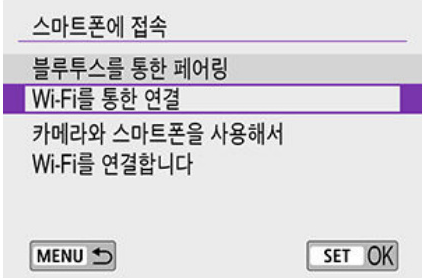 스마트폰에 접속
블루투스를 통한 페어링
Wi-Fi를 통한 연결
카메라와 스마트폰을 사용해서
Wi-Fi를 연결합니다
MENU SET OK